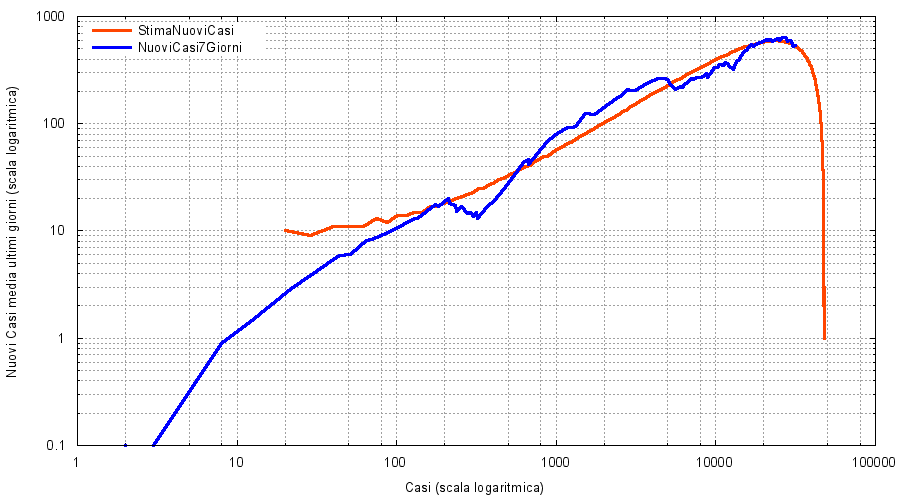 StimaNuoviCasi
NuoviCasi7Giorni
Nuovi Casi media ultimi giorni (scala logaritmica)
1000
100
10
1
0.1
1
10
100
1000
10000
100000
Casi (scala logaritmica)